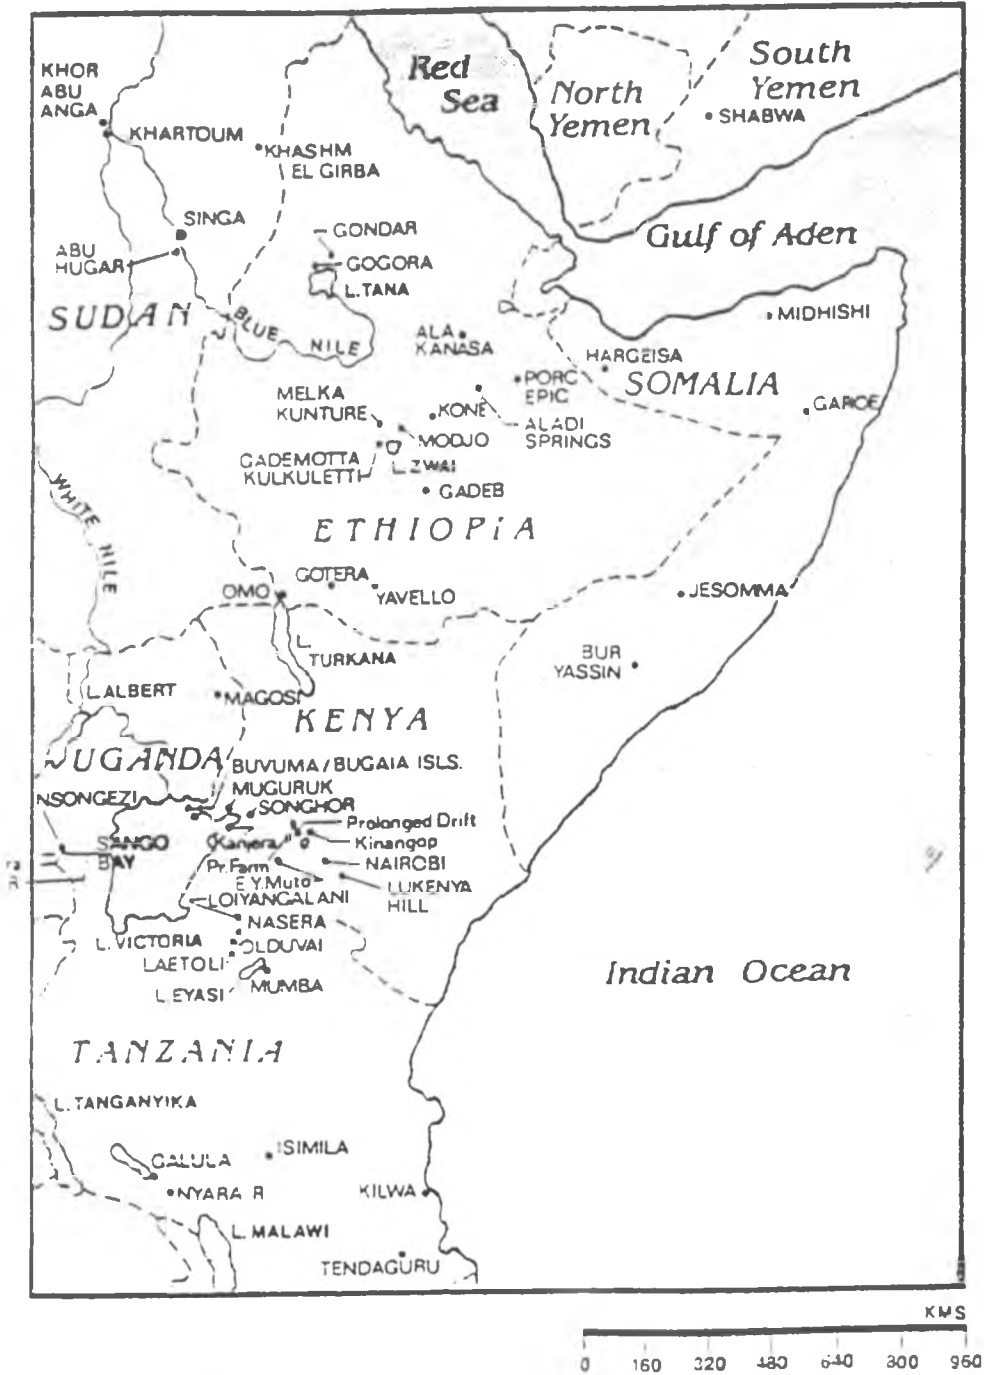 Red
Sea
North
Yemen
South
Yemen
SHABWA
KHOR
ABU
ANGA
KHARTOUM
KHASHM
EL GIRBA
SINGA
ABU
HUGAR
GONDAR
GOGORA
L. TANA
Gulf of Aden
SUDAN
BLUE NILE
ALA
KANASA
MIDHISHI
HARGEISA
SOMALIA
PORC
EPIC
GAROE
MELKA
KUNTURE
KONE
MODJO
ALADI
SPRINGS
GADEMOTTA
KULKULETTI
L. ZWAI
GADEB
WHITE NILE
ETHIOPIA
GOTERA
OMO
YAVELLO
JESOMMA
L.
TURKANA
BUR
YASSIN
L. ALBERT
MAGOSI
KENYA
UGANDA
BUVUMA / BUGAIA ISLS.
MUGURUK
NSONGEZI
SONGHOR
Prolonged Drift
SANGO
BAY
Kanjera
Kinangop
Pr. Farm
NAIROBI
E.Y. Muto
LUKENYA
HILL
LOIYANGALANI
NASERA
L. VICTORIA
OLDUVAI
LAETOLI
L. EYASI
MUMBA
Indian Ocean
TANZANIA
L. TANGANYIKA
GALULA
ISIMILA
NYARA R
KILWA
L. MALAWI
TENDAGURU
KMS
0 160 320 480 640 800 960